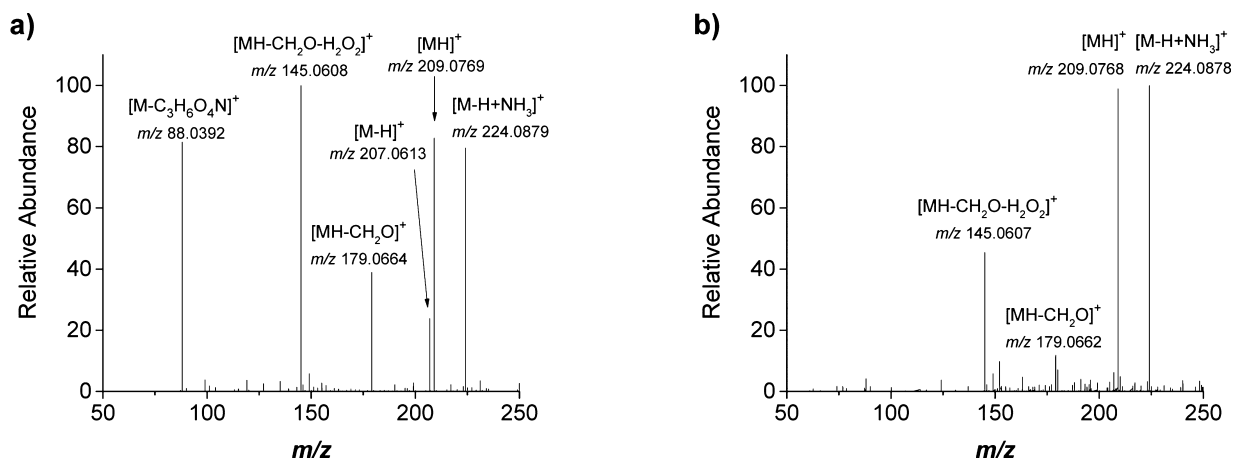 a)
[MH-CH₂O-H₂O₂]⁺
m/z 145.0608
[MH]⁺
m/z 209.0769
[M-C₃H₆O₄N]⁺
m/z 88.0392
[M-H+NH₃]⁺
m/z 224.0879
[M-H]⁺
m/z 207.0613
[MH-CH₂O]⁺
m/z 179.0664
Relative Abundance
100
80
60
40
20
0
50
100
150
200
250
m/z
b)
[MH]⁺
m/z 209.0768
[M-H+NH₃]⁺
m/z 224.0878
[MH-CH₂O-H₂O₂]⁺
m/z 145.0607
[MH-CH₂O]⁺
m/z 179.0662
Relative Abundance
100
80
60
40
20
0
50
100
150
200
250
m/z